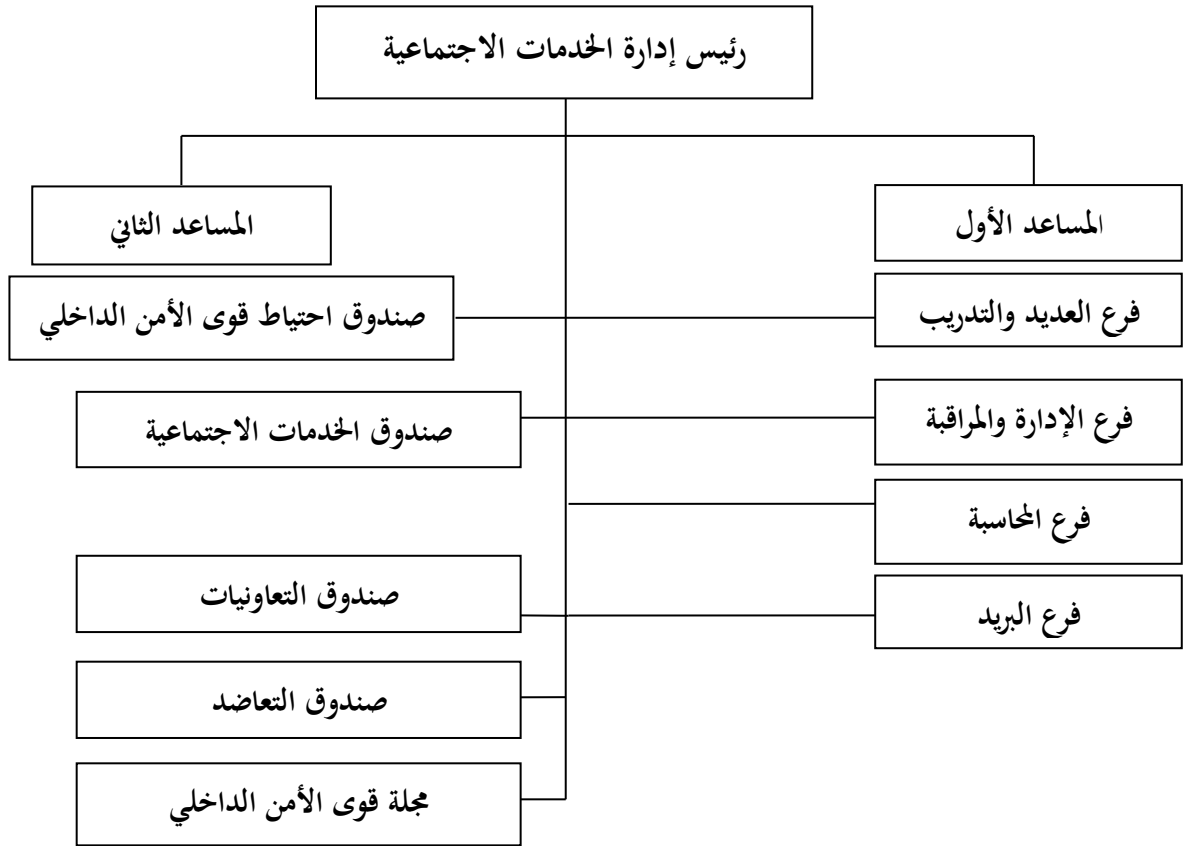 رئيس إدارة الخدمات الاجتماعية
المساعد الأول
المساعد الثاني
فرع العديد والتدريب
صندوق احتياط قوى الأمن الداخلي
فرع الإدارة والمراقبة
صندوق الخدمات الاجتماعية
فرع المحاسبة
فرع البريد
صندوق التعاونيات
صندوق التعاضد
مجلة قوى الأمن الداخلي